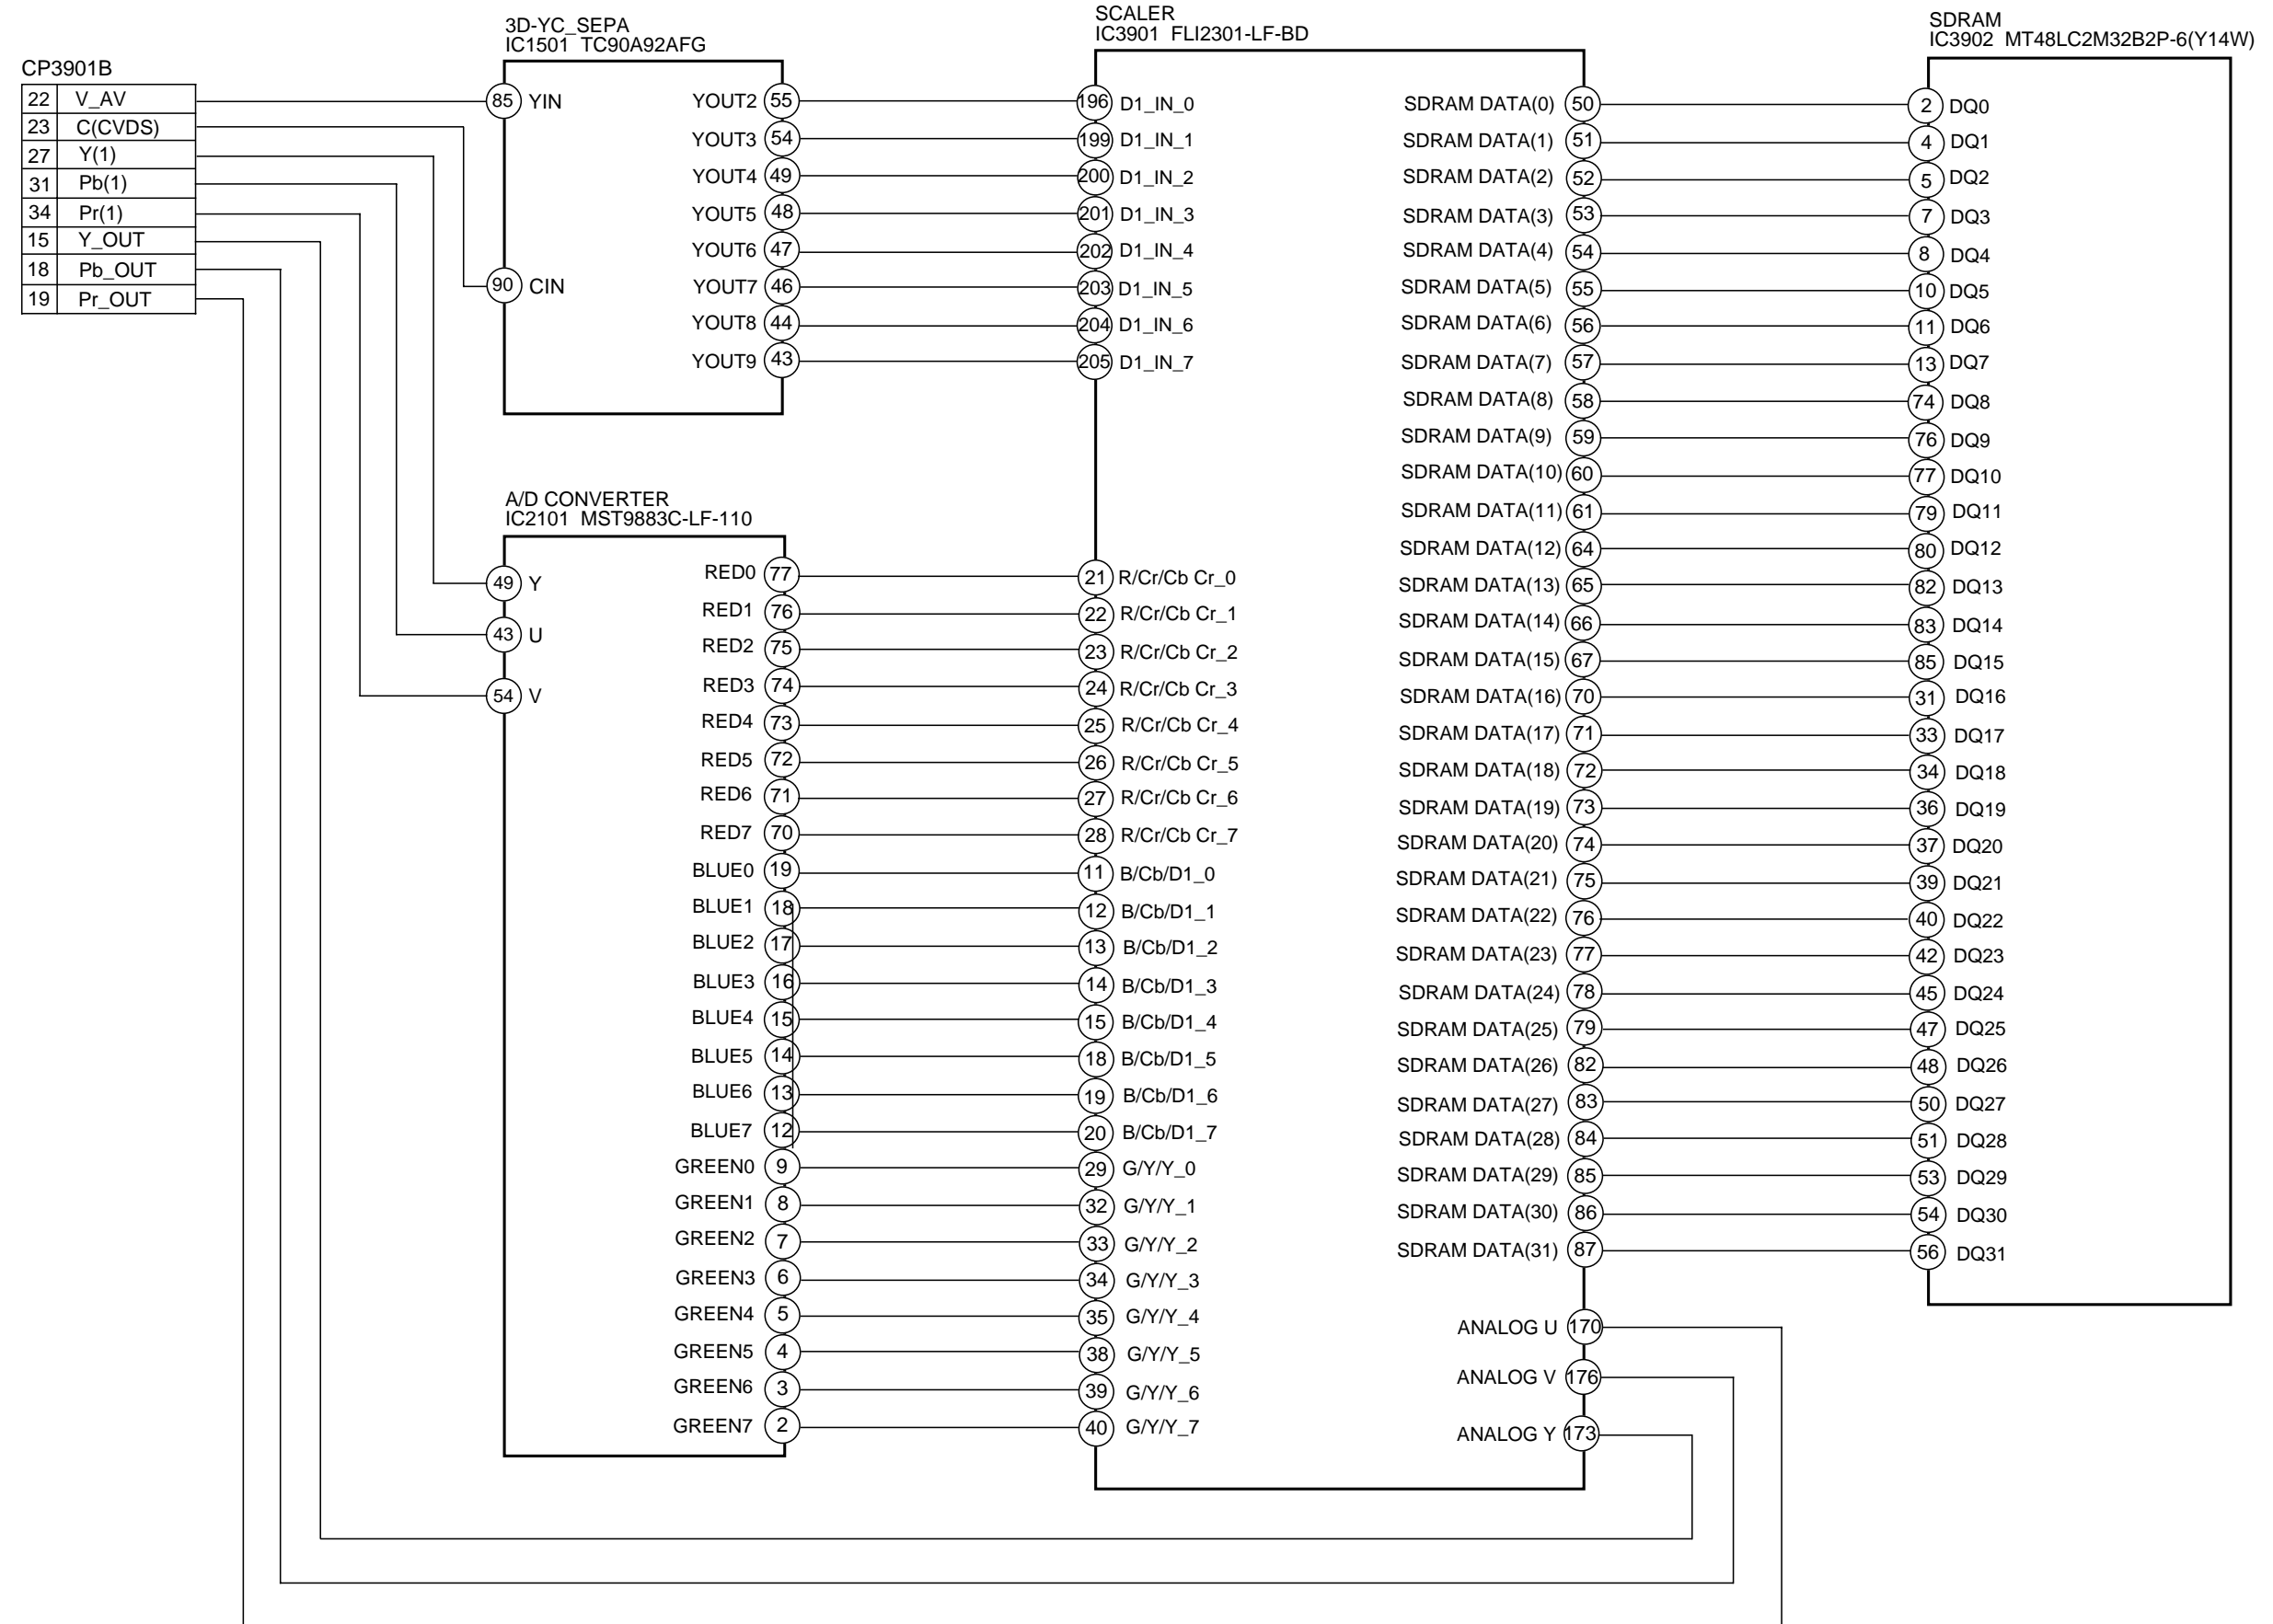 CP3901B
22 V_AV
23 C(CVDS)
27 Y(1)
31 Pb(1)
34 Pr(1)
15 Y_OUT
18 Pb_OUT
19 Pr_OUT
3D-YC_SEPA
IC1501 TC90A92AFG
85 YIN
90 CIN
YOUT2 55
YOUT3 54
YOUT4 49
YOUT5 48
YOUT6 47
YOUT7 46
YOUT8 44
YOUT9 43
A/D CONVERTER
IC2101 MST9883C-LF-110
49 Y
43 U
54 V
RED0 77
RED1 76
RED2 75
RED3 74
RED4 73
RED5 72
RED6 71
RED7 70
BLUE0 19
BLUE1 18
BLUE2 17
BLUE3 16
BLUE4 15
BLUE5 14
BLUE6 13
BLUE7 12
GREEN0 9
GREEN1 8
GREEN2 7
GREEN3 6
GREEN4 5
GREEN5 4
GREEN6 3
GREEN7 2
SCALER
IC3901 FLI2301-LF-BD
196 D1_IN_0
199 D1_IN_1
200 D1_IN_2
201 D1_IN_3
202 D1_IN_4
203 D1_IN_5
204 D1_IN_6
205 D1_IN_7
21 R/Cr/Cb Cr_0
22 R/Cr/Cb Cr_1
23 R/Cr/Cb Cr_2
24 R/Cr/Cb Cr_3
25 R/Cr/Cb Cr_4
26 R/Cr/Cb Cr_5
27 R/Cr/Cb Cr_6
28 R/Cr/Cb Cr_7
11 B/Cb/D1_0
12 B/Cb/D1_1
13 B/Cb/D1_2
14 B/Cb/D1_3
15 B/Cb/D1_4
18 B/Cb/D1_5
19 B/Cb/D1_6
20 B/Cb/D1_7
29 G/Y/Y_0
32 G/Y/Y_1
33 G/Y/Y_2
34 G/Y/Y_3
35 G/Y/Y_4
38 G/Y/Y_5
39 G/Y/Y_6
40 G/Y/Y_7
SDRAM DATA(0) 50
SDRAM DATA(1) 51
SDRAM DATA(2) 52
SDRAM DATA(3) 53
SDRAM DATA(4) 54
SDRAM DATA(5) 55
SDRAM DATA(6) 56
SDRAM DATA(7) 57
SDRAM DATA(8) 58
SDRAM DATA(9) 59
SDRAM DATA(10) 60
SDRAM DATA(11) 61
SDRAM DATA(12) 64
SDRAM DATA(13) 65
SDRAM DATA(14) 66
SDRAM DATA(15) 67
SDRAM DATA(16) 70
SDRAM DATA(17) 71
SDRAM DATA(18) 72
SDRAM DATA(19) 73
SDRAM DATA(20) 74
SDRAM DATA(21) 75
SDRAM DATA(22) 76
SDRAM DATA(23) 77
SDRAM DATA(24) 78
SDRAM DATA(25) 79
SDRAM DATA(26) 82
SDRAM DATA(27) 83
SDRAM DATA(28) 84
SDRAM DATA(29) 85
SDRAM DATA(30) 86
SDRAM DATA(31) 87
ANALOG U 170
ANALOG V 176
ANALOG Y 173
SDRAM
IC3902 MT48LC2M32B2P-6(Y14W)
2 DQ0
4 DQ1
5 DQ2
7 DQ3
8 DQ4
10 DQ5
11 DQ6
13 DQ7
74 DQ8
76 DQ9
77 DQ10
79 DQ11
80 DQ12
82 DQ13
83 DQ14
85 DQ15
31 DQ16
33 DQ17
34 DQ18
36 DQ19
37 DQ20
39 DQ21
40 DQ22
42 DQ23
45 DQ24
47 DQ25
48 DQ26
50 DQ27
51 DQ28
53 DQ29
54 DQ30
56 DQ31